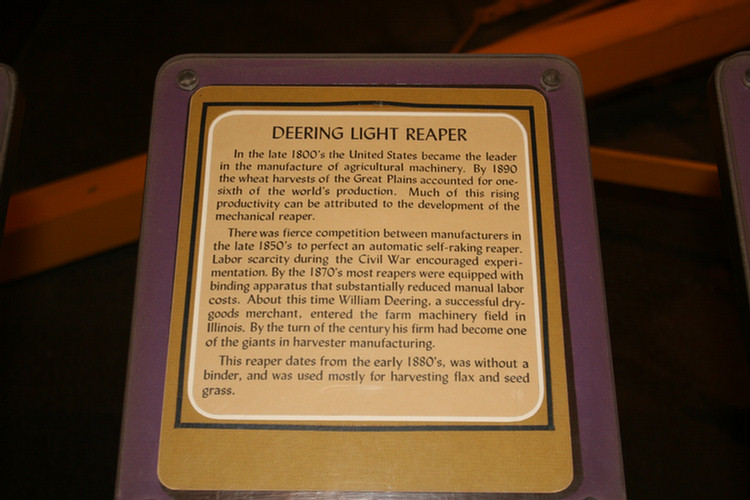 DEERING LIGHT REAPER
In the late 1800's the United States became the leader
in the manufacture of agricultural machinery. By 1890
the wheat harvests of the Great Plains accounted for one-
sixth of the world's production. Much of this rising
productivity can be attributed to the development of the
mechanical reaper.
There was fierce competition between manufacturers in
the late 1850's to perfect an automatic self-raking reaper.
Labor scarcity during the Civil War encouraged experi-
mentation. By the 1870's most reapers were equipped with
binding apparatus that substantially reduced manual labor
costs. About this time William Deering, a successful dry-
goods merchant, entered the farm machinery field in
Illinois. By the turn of the century his firm had become one
of the giants in harvester manufacturing.
This reaper dates from the early 1880's, was without a
binder, and was used mostly for harvesting flax and seed
grass.